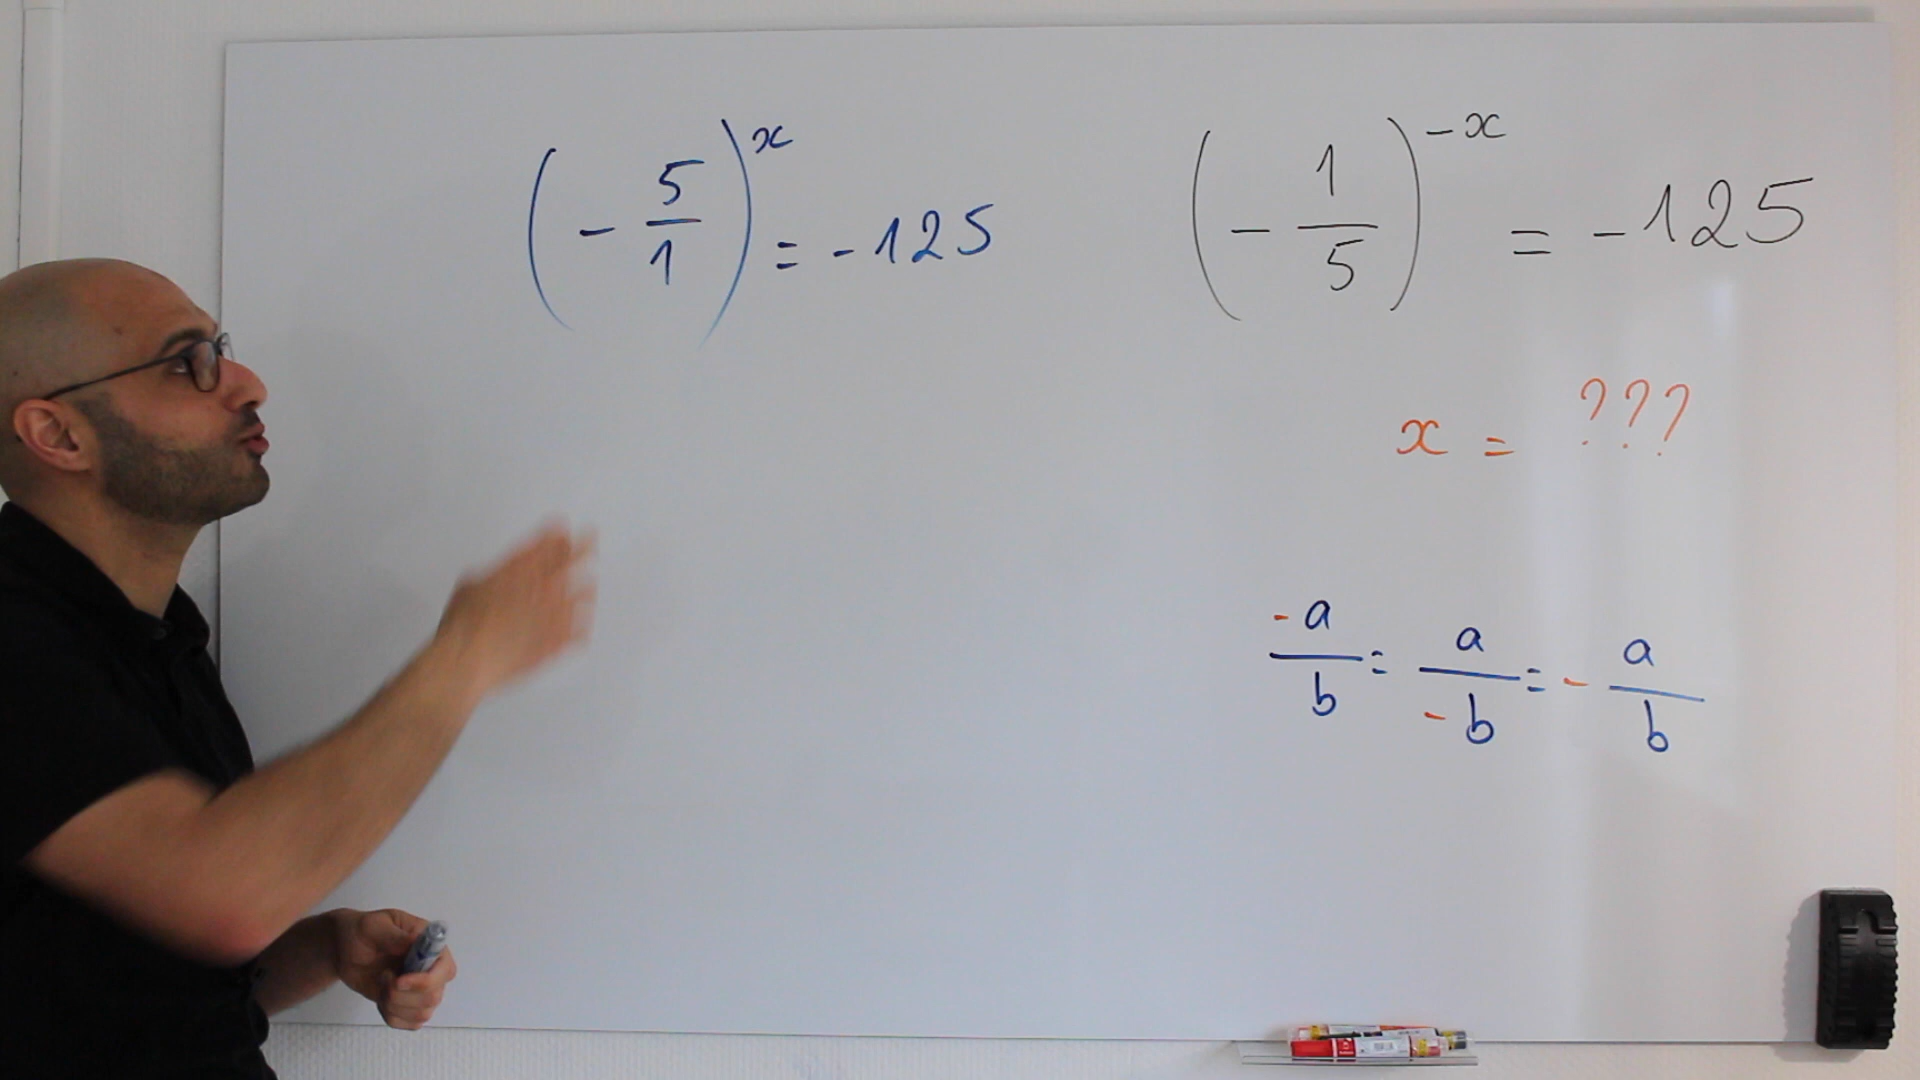 (- 5/1)^x = -125
(- 1/5)^-x = -125
x = ???
-a/b = a/-b = - a/b